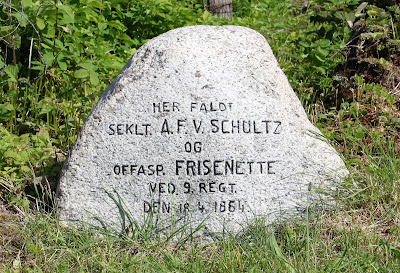 HER FALDT
SEKLT. A.F.V. SCHULTZ
OG
OFFASP. FRISENETTE
VED 9. REGT.
DEN 18.4.1864.